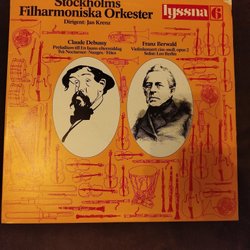 Stockholms
Filharmoniska Orkester
Dirigent: Jan Krenz
lyssna 6
Claude Debussy
Preludium till En fauns eftermiddag
Två Nocturner: Nuages · Fêtes
Franz Berwald
Violinkonsert ciss-moll, opus 2
Solist: Leo Berlin